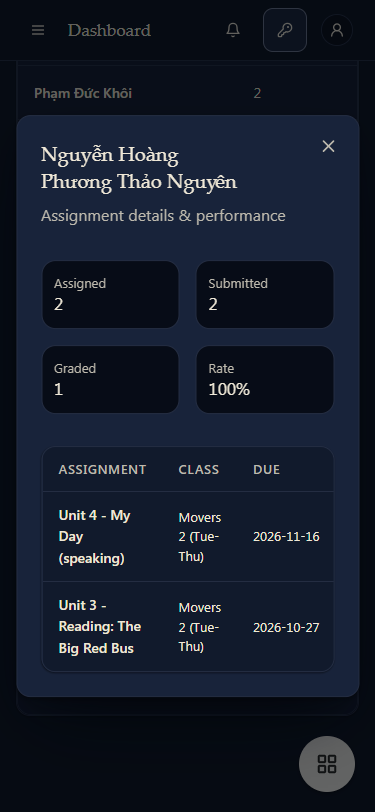 Dashboard
Phạm Đức Khôi 2
Nguyễn Hoàng
Phương Thảo Nguyên
Assignment details & performance
Assigned
2
Submitted
2
Graded
1
Rate
100%
ASSIGNMENT CLASS DUE
Unit 4 - My
Day
(speaking)
Movers
2 (Tue-
Thu)
2026-11-16
Unit 3 -
Reading: The
Big Red Bus
Movers
2 (Tue-
Thu)
2026-10-27